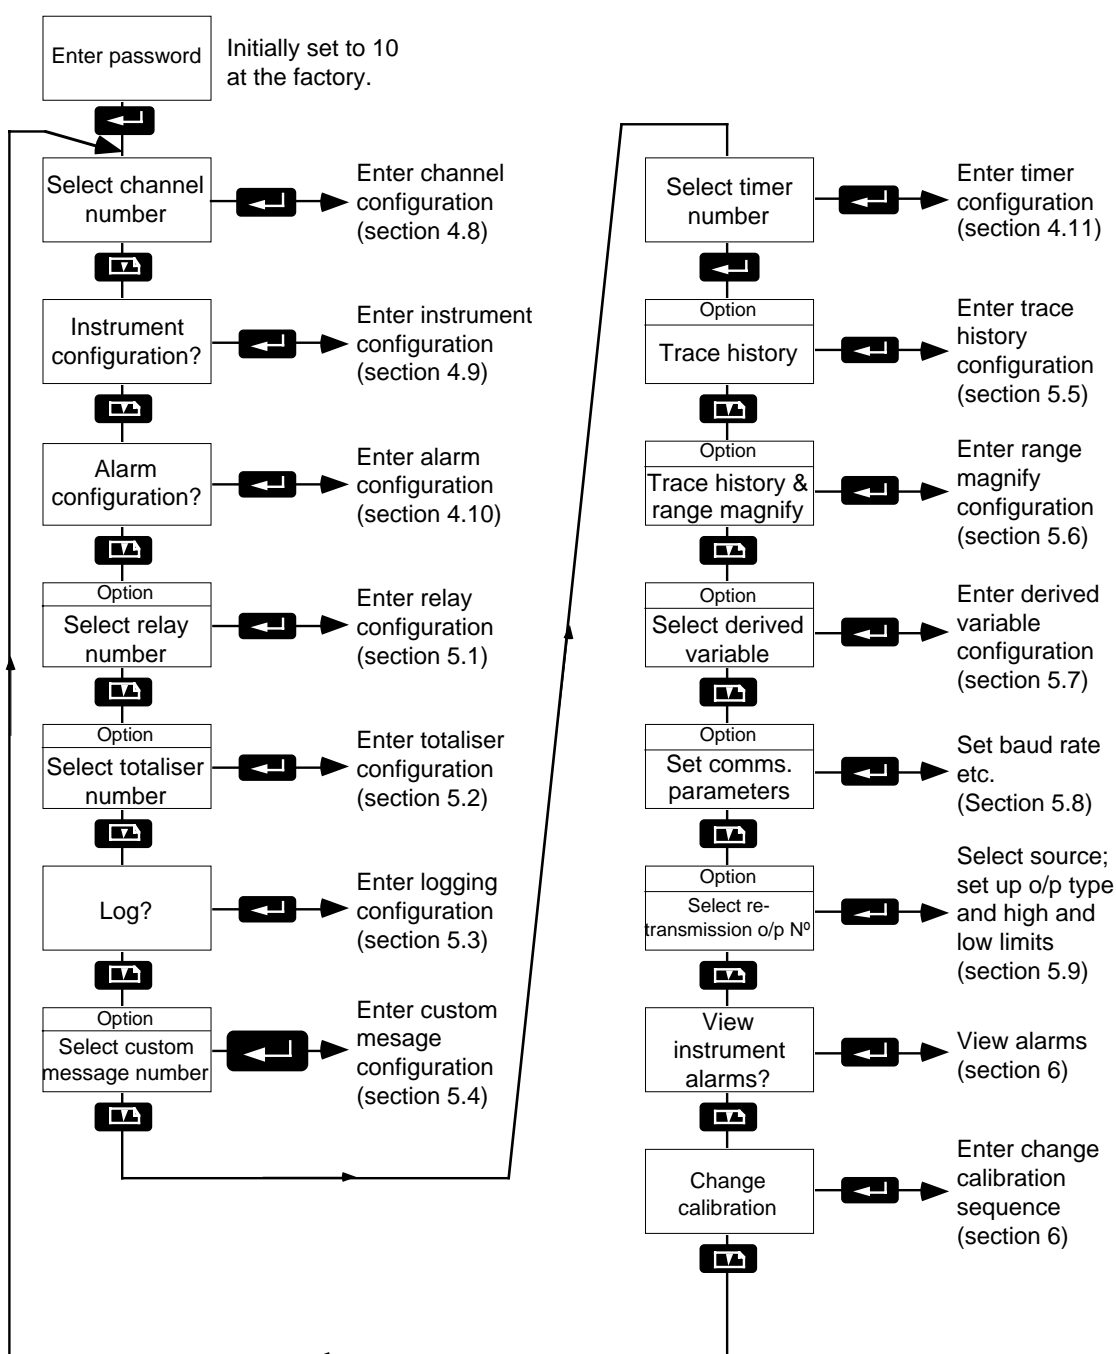 Enter password
Initially set to 10
at the factory.
Select channel
number
Enter channel
configuration
(section 4.8)
Instrument
configuration?
Enter instrument
configuration
(section 4.9)
Alarm
configuration?
Enter alarm
configuration
(section 4.10)
Option
Select relay
number
Enter relay
configuration
(section 5.1)
Option
Select totaliser
number
Enter totaliser
configuration
(section 5.2)
Log?
Enter logging
configuration
(section 5.3)
Option
Select custom
message number
Enter custom
mesage
configuration
(section 5.4)
Select timer
number
Enter timer
configuration
(section 4.11)
Option
Trace history
Enter trace
history
configuration
(section 5.5)
Option
Trace history &
range magnify
Enter range
magnify
configuration
(section 5.6)
Option
Select derived
variable
Enter derived
variable
configuration
(section 5.7)
Option
Set comms.
parameters
Set baud rate
etc.
(Section 5.8)
Option
Select re-
transmission o/p Nº
Select source;
set up o/p type
and high and
low limits
(section 5.9)
View
instrument
alarms?
View alarms
(section 6)
Change
calibration
Enter change
calibration
sequence
(section 6)